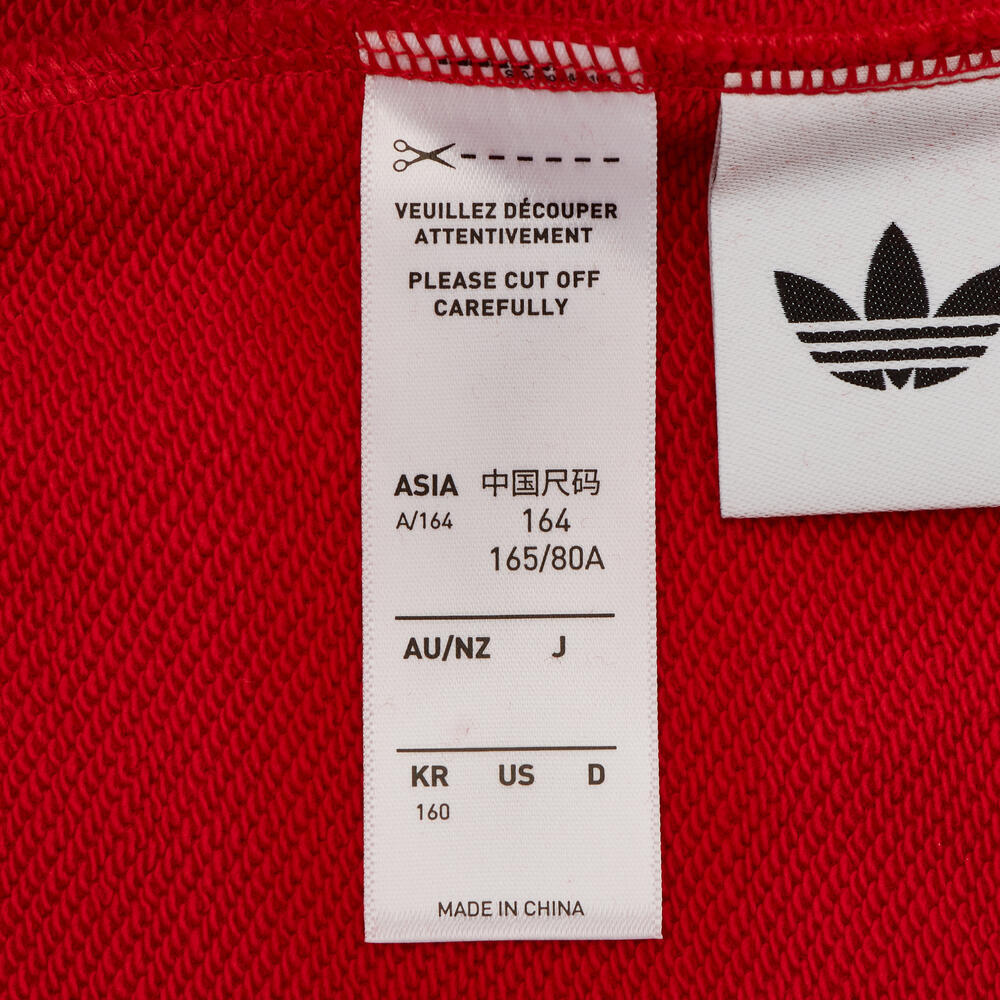 VEUILLEZ DÉCOUPER
ATTENTIVEMENT
PLEASE CUT OFF
CAREFULLY
ASIA 中国尺码
A/164 164
165/80A
AU/NZ J
KR US D
160
MADE IN CHINA